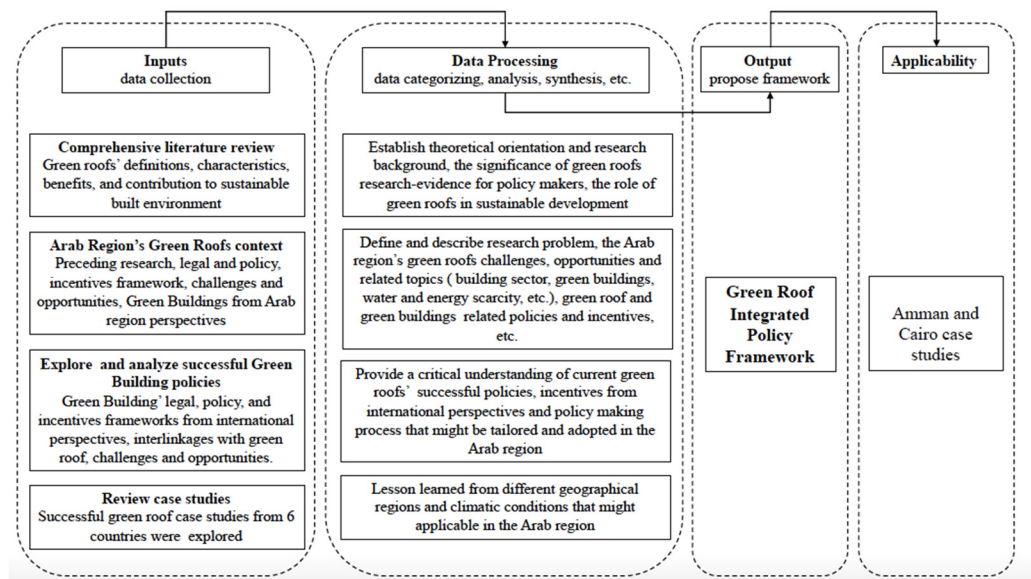 Inputs
data collection
Comprehensive literature review
Green roofs’ definitions, characteristics,
benefits, and contribution to sustainable
built environment
Arab Region’s Green Roofs context
Preceding research, legal and policy,
incentives framework, challenges and
opportunities, Green Buildings from Arab
region perspectives
Explore and analyze successful Green
Building policies
Green Building’ legal, policy, and
incentives frameworks from international
perspectives, interlinkages with green
roof, challenges and opportunities.
Review case studies
Successful green roof case studies from 6
countries were explored
Data Processing
data categorizing, analysis, synthesis, etc.
Establish theoretical orientation and research
background, the significance of green roofs
research-evidence for policy makers, the role of
green roofs in sustainable development
Define and describe research problem, the Arab
region’s green roofs challenges, opportunities and
related topics ( building sector, green buildings,
water and energy scarcity, etc.), green roof and
green buildings related policies and incentives,
etc.
Provide a critical understanding of current green
roofs’ successful policies, incentives from
international perspectives and policy making
process that might be tailored and adopted in the
Arab region
Lesson learned from different geographical
regions and climatic conditions that might
applicable in the Arab region
Output
propose framework
Green Roof
Integrated
Policy
Framework
Applicability
Amman and
Cairo case
studies